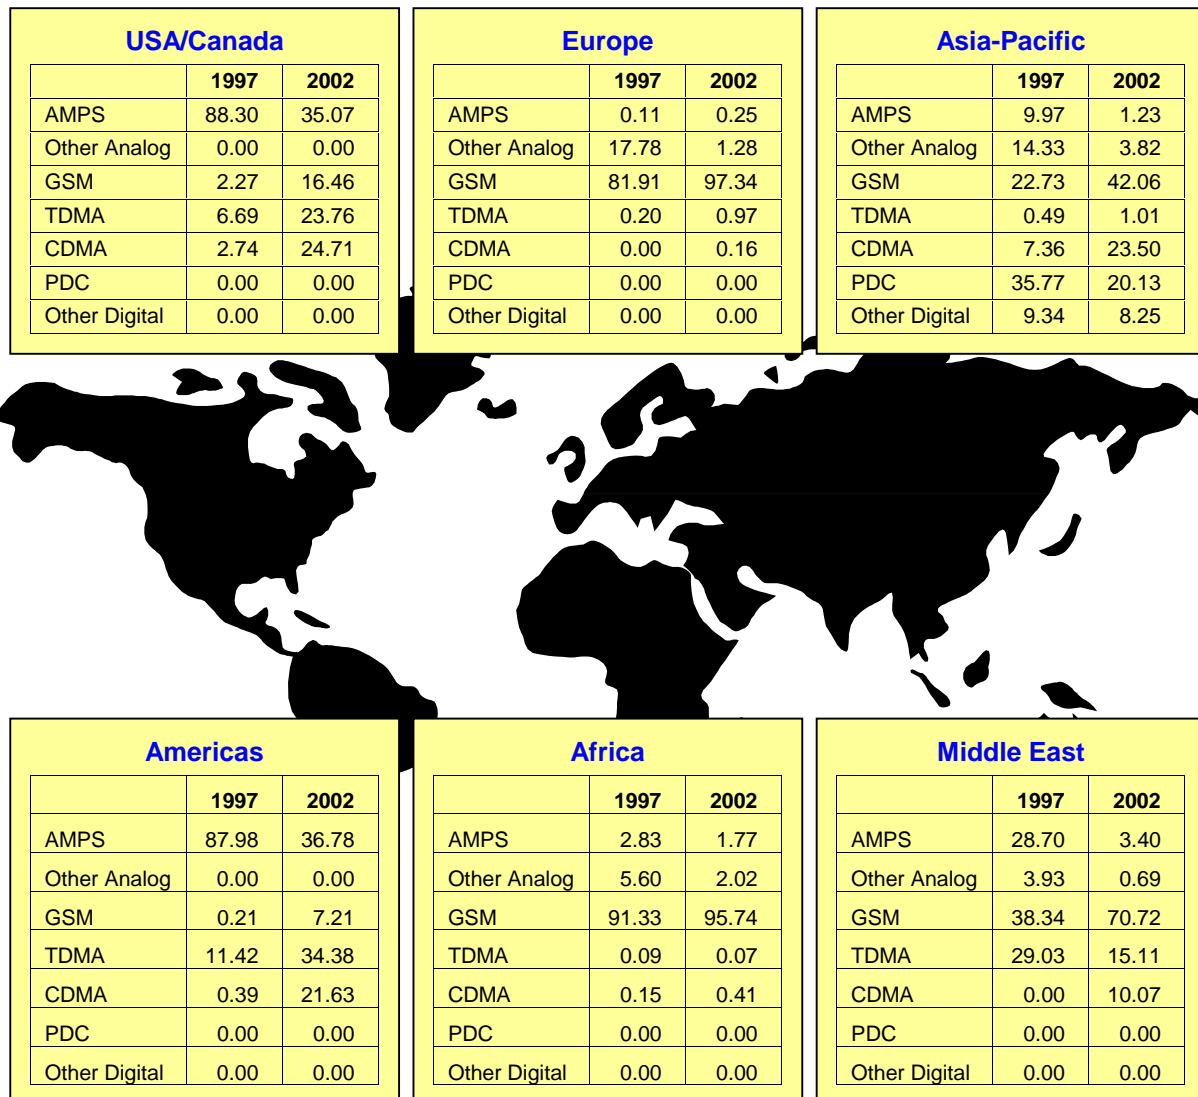 USA/Canada
1997 2002
AMPS 88.30 35.07
Other Analog 0.00 0.00
GSM 2.27 16.46
TDMA 6.69 23.76
CDMA 2.74 24.71
PDC 0.00 0.00
Other Digital 0.00 0.00
Europe
1997 2002
AMPS 0.11 0.25
Other Analog 17.78 1.28
GSM 81.91 97.34
TDMA 0.20 0.97
CDMA 0.00 0.16
PDC 0.00 0.00
Other Digital 0.00 0.00
Asia-Pacific
1997 2002
AMPS 9.97 1.23
Other Analog 14.33 3.82
GSM 22.73 42.06
TDMA 0.49 1.01
CDMA 7.36 23.50
PDC 35.77 20.13
Other Digital 9.34 8.25
Americas
1997 2002
AMPS 87.98 36.78
Other Analog 0.00 0.00
GSM 0.21 7.21
TDMA 11.42 34.38
CDMA 0.39 21.63
PDC 0.00 0.00
Other Digital 0.00 0.00
Africa
1997 2002
AMPS 2.83 1.77
Other Analog 5.60 2.02
GSM 91.33 95.74
TDMA 0.09 0.07
CDMA 0.15 0.41
PDC 0.00 0.00
Other Digital 0.00 0.00
Middle East
1997 2002
AMPS 28.70 3.40
Other Analog 3.93 0.69
GSM 38.34 70.72
TDMA 29.03 15.11
CDMA 0.00 10.07
PDC 0.00 0.00
Other Digital 0.00 0.00